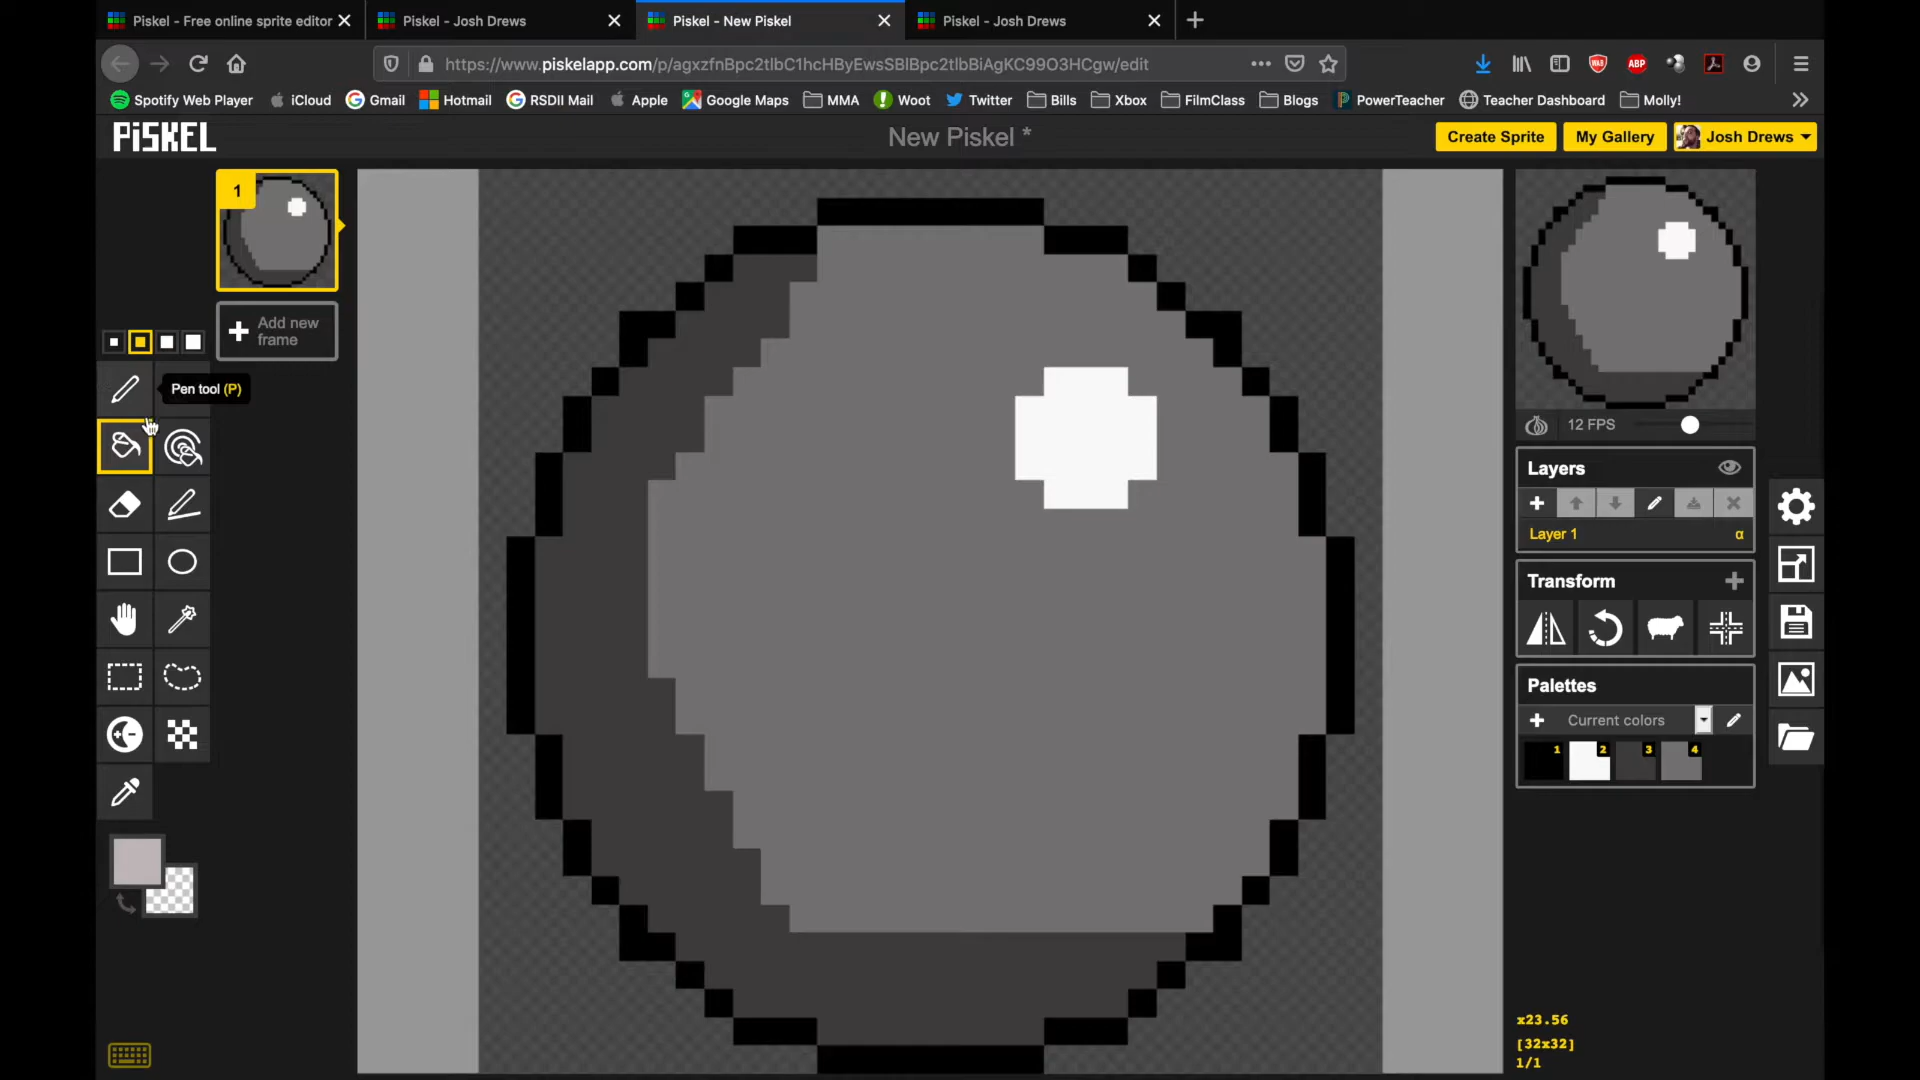 Piskel - Free online sprite editor
Piskel - Josh Drews
Piskel - New Piskel
Piskel - Josh Drews
https://www.piskelapp.com/p/agxzfnBpc2tlbC1hcHByEwsSBlBpc2tlbBiAgKC99O3HCgw/edit
Spotify Web Player
iCloud
Gmail
Hotmail
RSDII Mail
Apple
Google Maps
MMA
Woot
Twitter
Bills
Xbox
FilmClass
Blogs
PowerTeacher
Teacher Dashboard
Molly!
ABP
PiSKEL
New Piskel *
Create Sprite
My Gallery
Josh Drews
1
Add new
frame
Pen tool (P)
12 FPS
Layers
Layer 1
α
Transform
Palettes
Current colors
1
2
3
4
x23.56
[32x32]
1/1